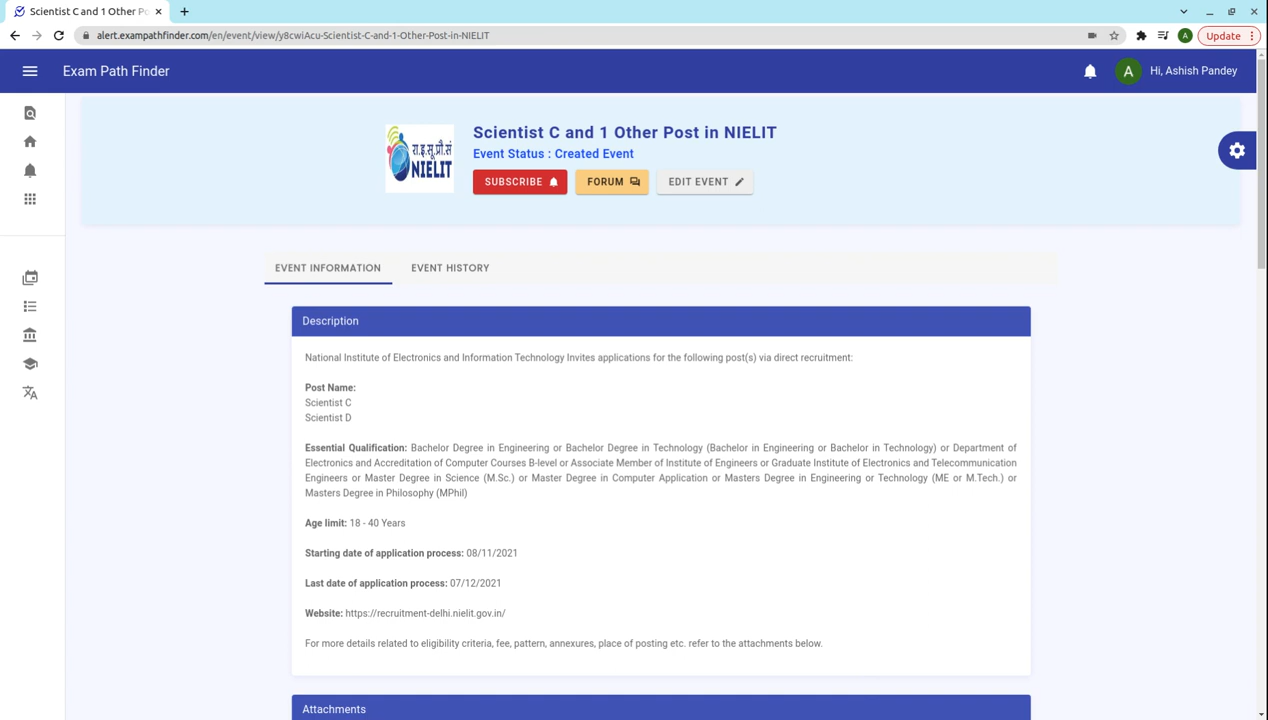 Scientist C and 1 Other Po
alert.exampathfinder.com/en/event/view/y8cwiAcu-Scientist-C-and-1-Other-Post-in-NIELIT
A
Update
Exam Path Finder
A
Hi, Ashish Pandey
रा.इ.सू.प्रौ.सं
NIELIT
Scientist C and 1 Other Post in NIELIT
Event Status : Created Event
SUBSCRIBE
FORUM
EDIT EVENT
EVENT INFORMATION
EVENT HISTORY
Description
National Institute of Electronics and Information Technology Invites applications for the following post(s) via direct recruitment:
Post Name:
Scientist C
Scientist D
Essential Qualification: Bachelor Degree in Engineering or Bachelor Degree in Technology (Bachelor in Engineering or Bachelor in Technology) or Department of
Electronics and Accreditation of Computer Courses B-level or Associate Member of Institute of Engineers or Graduate Institute of Electronics and Telecommunication
Engineers or Master Degree in Science (M.Sc.) or Master Degree in Computer Application or Masters Degree in Engineering or Technology (ME or M.Tech.) or
Masters Degree in Philosophy (MPhil)
Age limit: 18 - 40 Years
Starting date of application process: 08/11/2021
Last date of application process: 07/12/2021
Website: https://recruitment-delhi.nielit.gov.in/
For more details related to eligibility criteria, fee, pattern, annexures, place of posting etc. refer to the attachments below.
Attachments